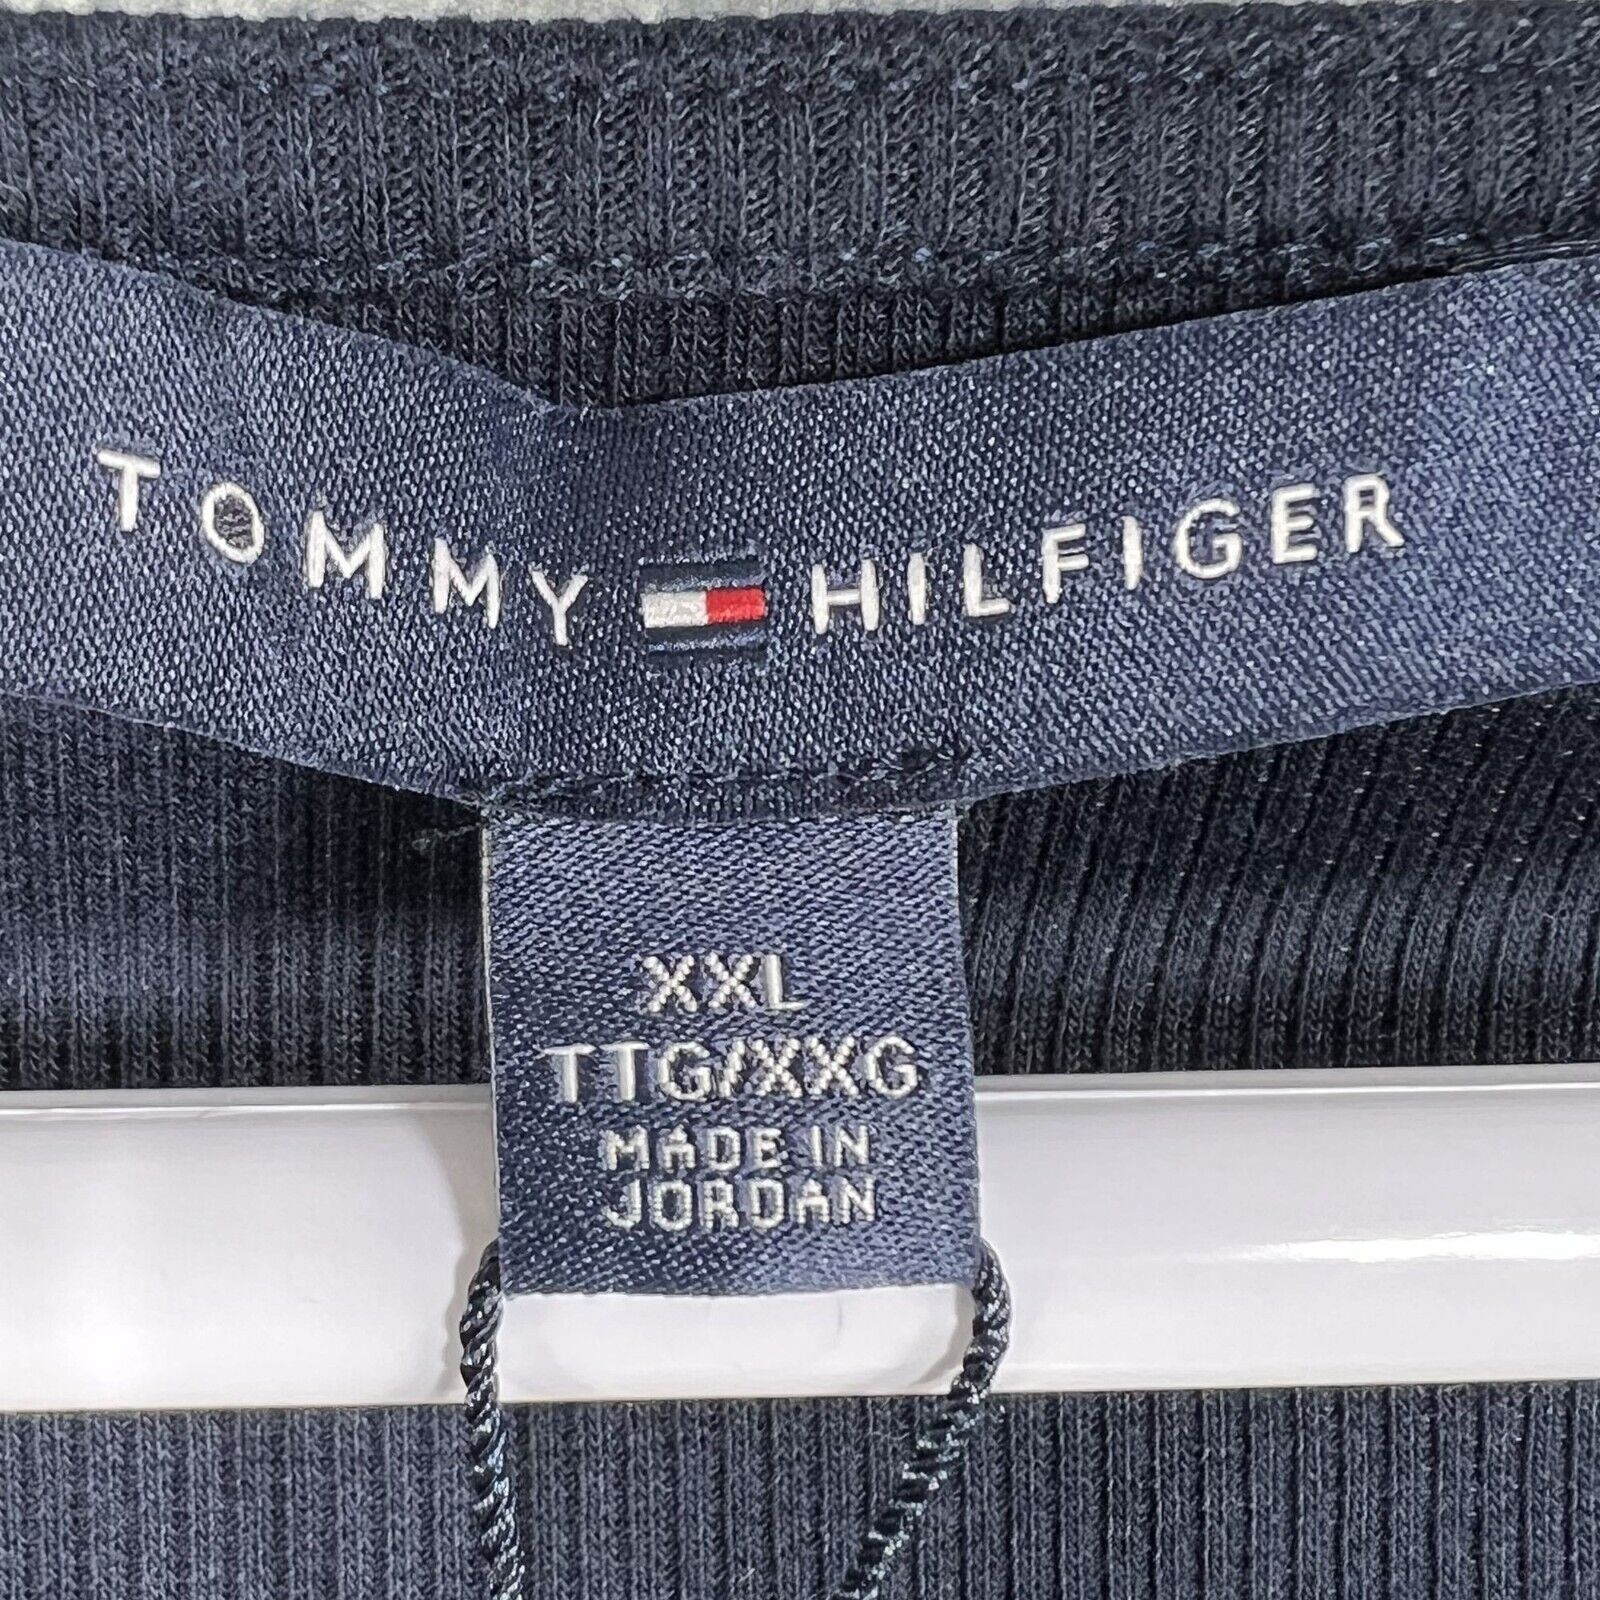 TOMMY HILFIGER
XXL
TTG/XXG
MADE IN
JORDAN